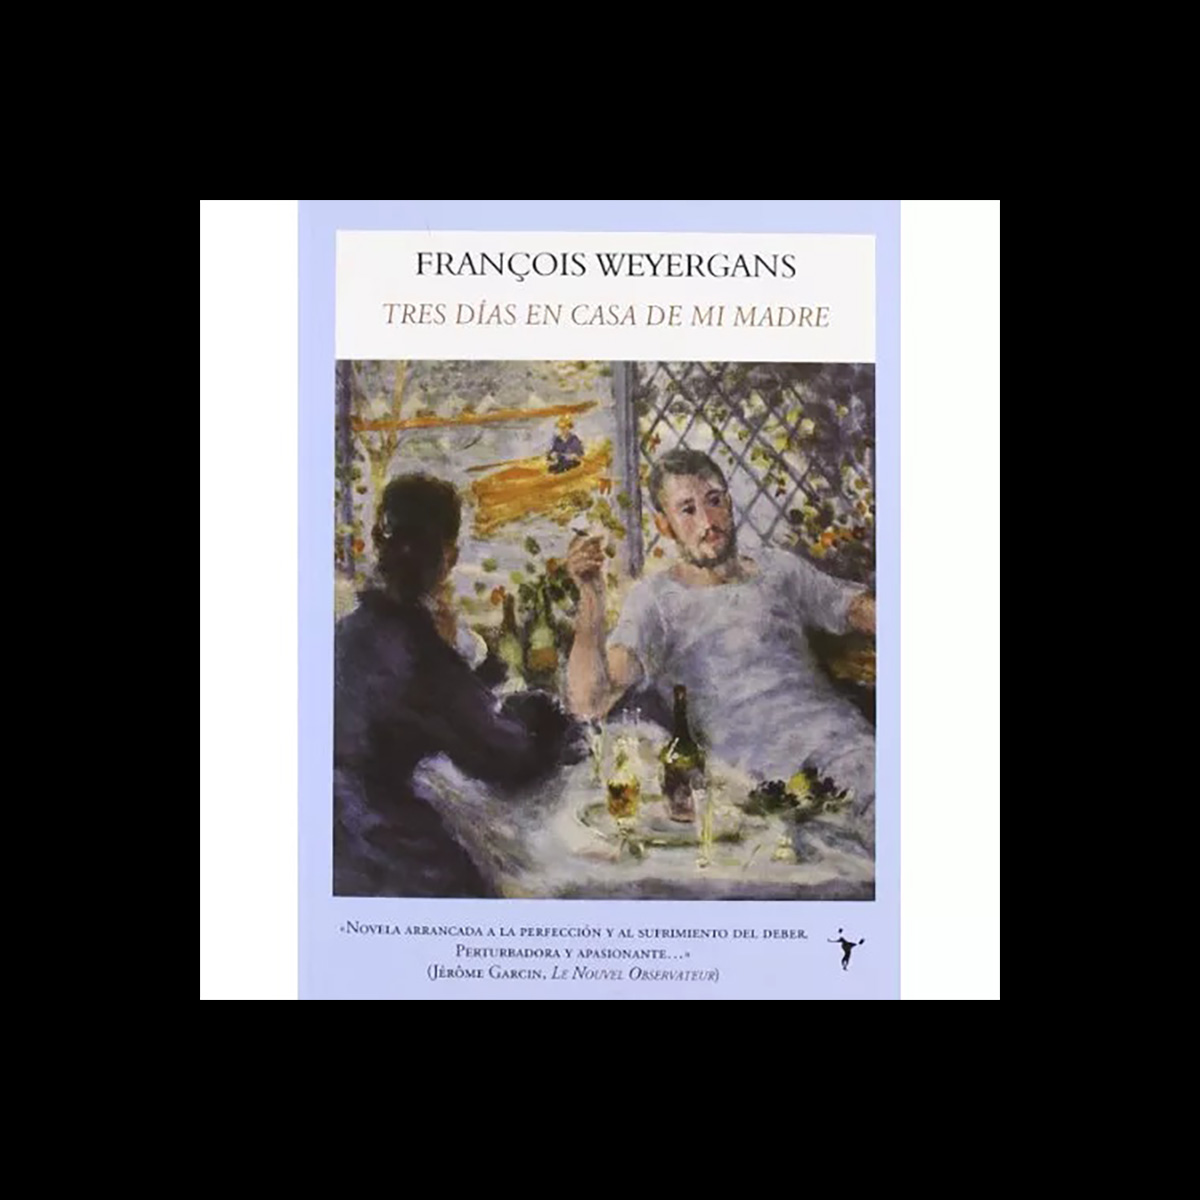 FRANÇOIS WEYERGANS
TRES DÍAS EN CASA DE MI MADRE
«Novela arrancada a la perfección y al sufrimiento del deber.
Perturbadora y apasionante...»
(Jèrôme Garcin, Le Nouvel Observateur)